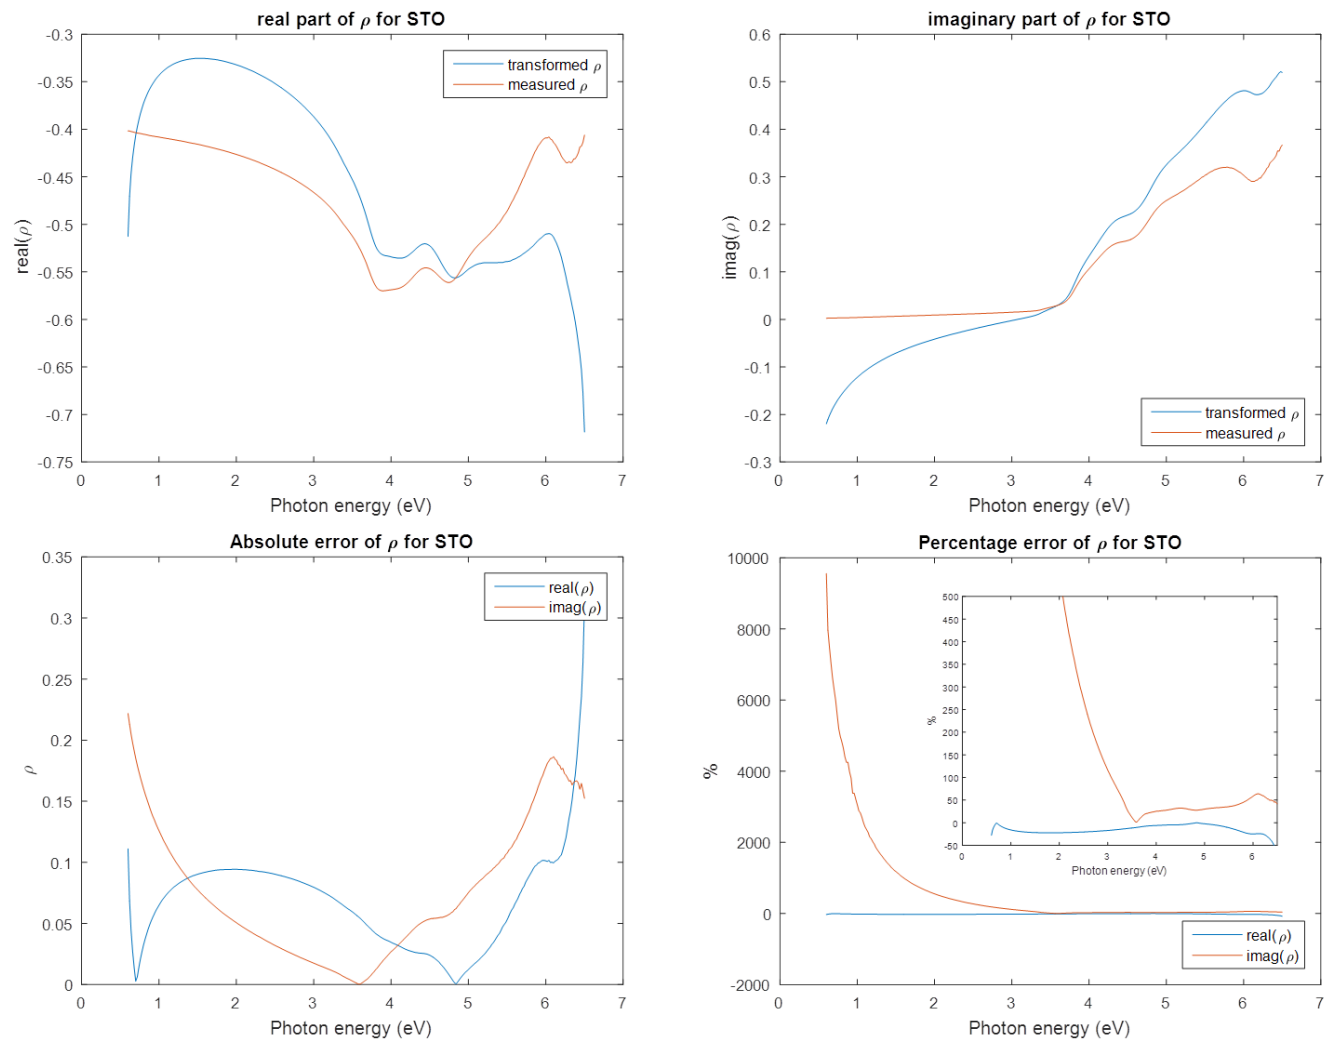 real part of ρ for STO
transformed ρ
measured ρ
-0.3
-0.35
-0.4
-0.45
-0.5
-0.55
-0.6
-0.65
-0.7
-0.75
real(ρ)
0 1 2 3 4 5 6 7
Photon energy (eV)
imaginary part of ρ for STO
0.6
0.5
0.4
0.3
0.2
0.1
0
-0.1
-0.2
-0.3
imag(ρ)
transformed ρ
measured ρ
0 1 2 3 4 5 6 7
Photon energy (eV)
Absolute error of ρ for STO
real(ρ)
imag(ρ)
0.35
0.3
0.25
0.2
0.15
0.1
0.05
0
ρ
0 1 2 3 4 5 6 7
Photon energy (eV)
Percentage error of ρ for STO
10000
8000
6000
4000
2000
0
-2000
%
500
450
400
350
300
250
200
150
100
50
0
-50
%
0 1 2 3 4 5 6
Photon energy (eV)
real(ρ)
imag(ρ)
0 1 2 3 4 5 6 7
Photon energy (eV)